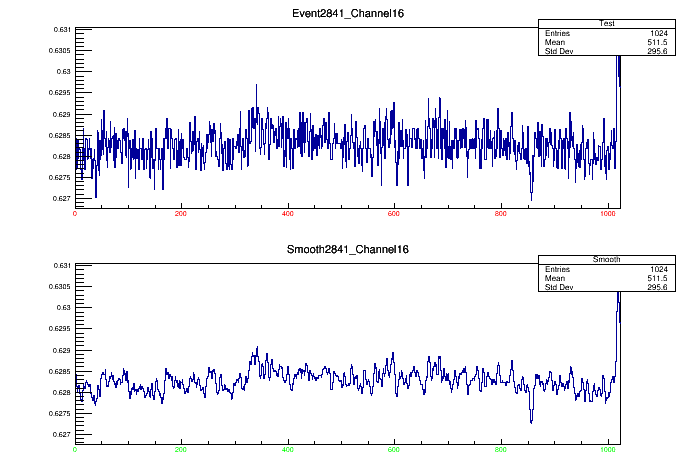 Event2841_Channel16
Test
Entries 1024
Mean 511.5
Std Dev 295.6
0.631
0.6305
0.63
0.6295
0.629
0.6285
0.628
0.6275
0.627
0 200 400 600 800 1000
Smooth2841_Channel16
Smooth
Entries 1024
Mean 511.5
Std Dev 295.6
0.631
0.6305
0.63
0.6295
0.629
0.6285
0.628
0.6275
0.627
0 200 400 600 800 1000